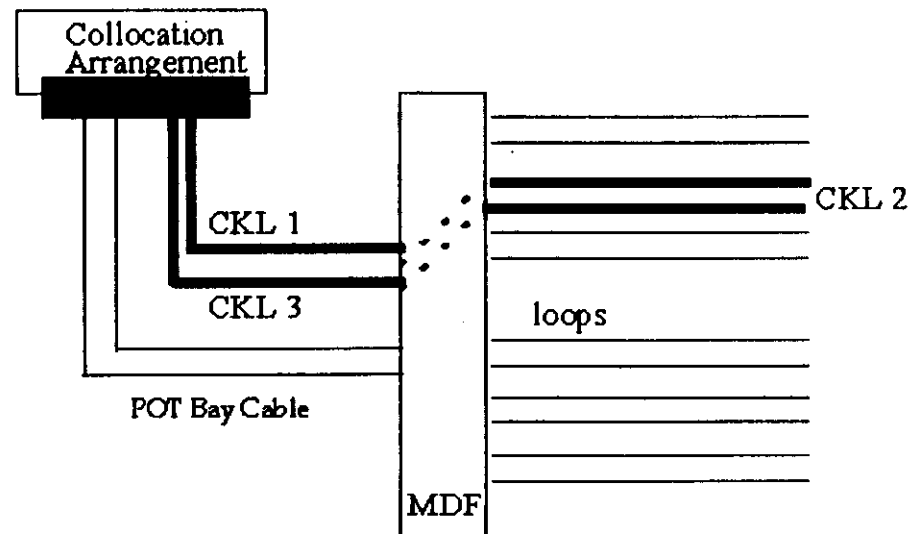 Collocation
Arrangement
CKL 1
CKL 2
CKL 3
loops
POT Bay Cable
MDF